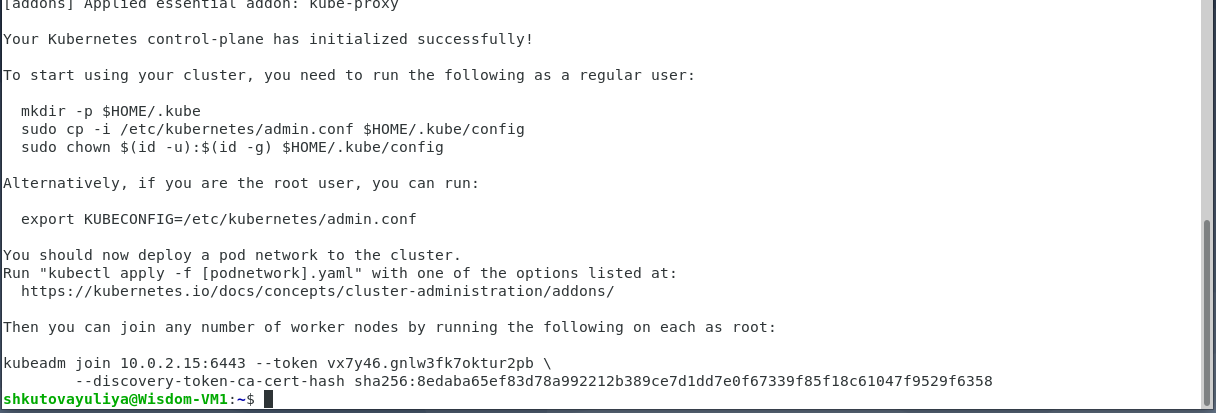 [addons] Applied essential addon: kube-proxy
Your Kubernetes control-plane has initialized successfully!
To start using your cluster, you need to run the following as a regular user:
mkdir -p $HOME/.kube
sudo cp -i /etc/kubernetes/admin.conf $HOME/.kube/config
sudo chown $(id -u):$(id -g) $HOME/.kube/config
Alternatively, if you are the root user, you can run:
export KUBECONFIG=/etc/kubernetes/admin.conf
You should now deploy a pod network to the cluster.
Run "kubectl apply -f [podnetwork].yaml" with one of the options listed at:
https://kubernetes.io/docs/concepts/cluster-administration/addons/
Then you can join any number of worker nodes by running the following on each as root:
kubeadm join 10.0.2.15:6443 --token vx7y46.gnlw3fk7oktur2pb \
--discovery-token-ca-cert-hash sha256:8edaba65ef83d78a992212b389ce7d1dd7e0f67339f85f18c61047f9529f6358
shkutovayuliya@Wisdom-VM1:~$